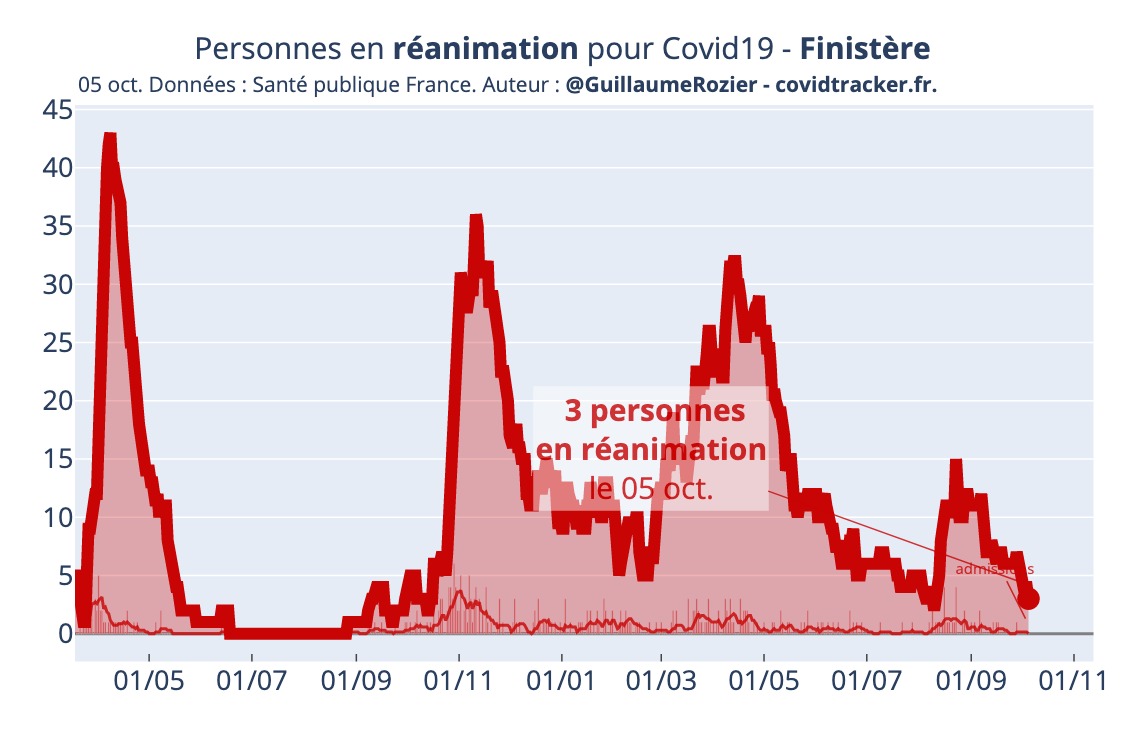 Personnes en réanimation pour Covid19 - Finistère
05 oct. Données : Santé publique France. Auteur : @GuillaumeRozier - covidtracker.fr.
45
40
35
30
25
20
15
10
5
0
3 personnes
en réanimation
le 05 oct.
admissions
01/05 01/07 01/09 01/11 01/01 01/03 01/05 01/07 01/09 01/11